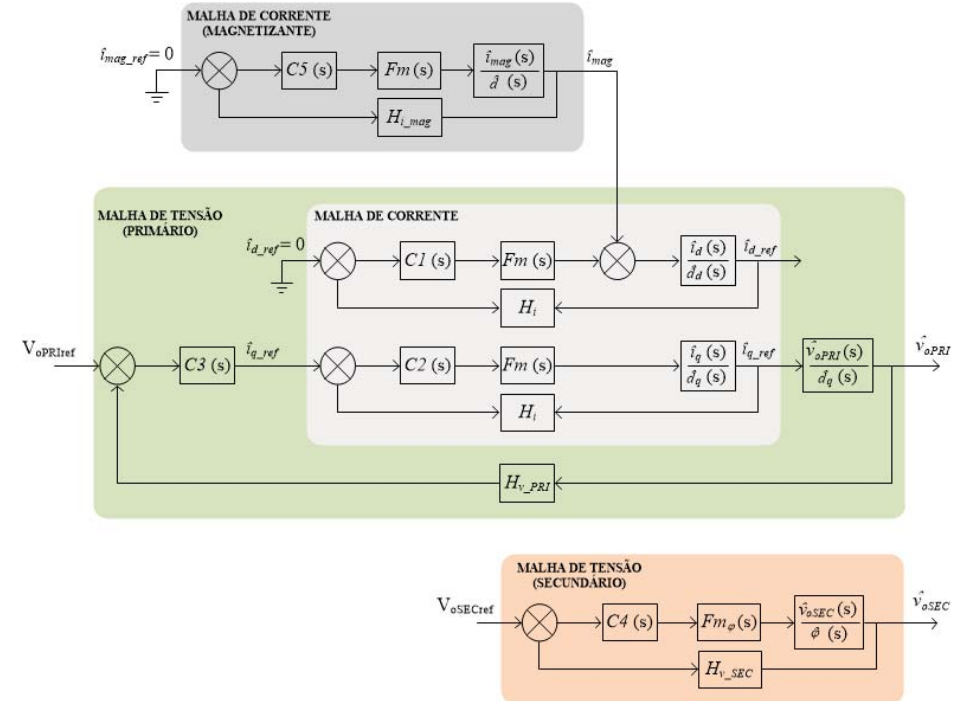 MALHA DE CORRENTE
(MAGNETIZANTE)
î_mag_ref = 0
C5 (s)
Fm (s)
î_mag (s)
d̂ (s)
î_mag
H_i_mag
MALHA DE TENSÃO
(PRIMÁRIO)
MALHA DE CORRENTE
î_d_ref = 0
C1 (s)
Fm (s)
î_d (s)
d̂_d (s)
î_d_ref
H_i
V_oPRIref
C3 (s)
î_q_ref
C2 (s)
Fm (s)
î_q (s)
d̂_q (s)
î_q_ref
v̂_oPRI (s)
d̂_q (s)
v̂_oPRI
H_i
H_v_PRI
MALHA DE TENSÃO
(SECUNDÁRIO)
V_oSECref
C4 (s)
Fm_φ (s)
v̂_oSEC (s)
φ̂ (s)
v̂_oSEC
H_v_SEC